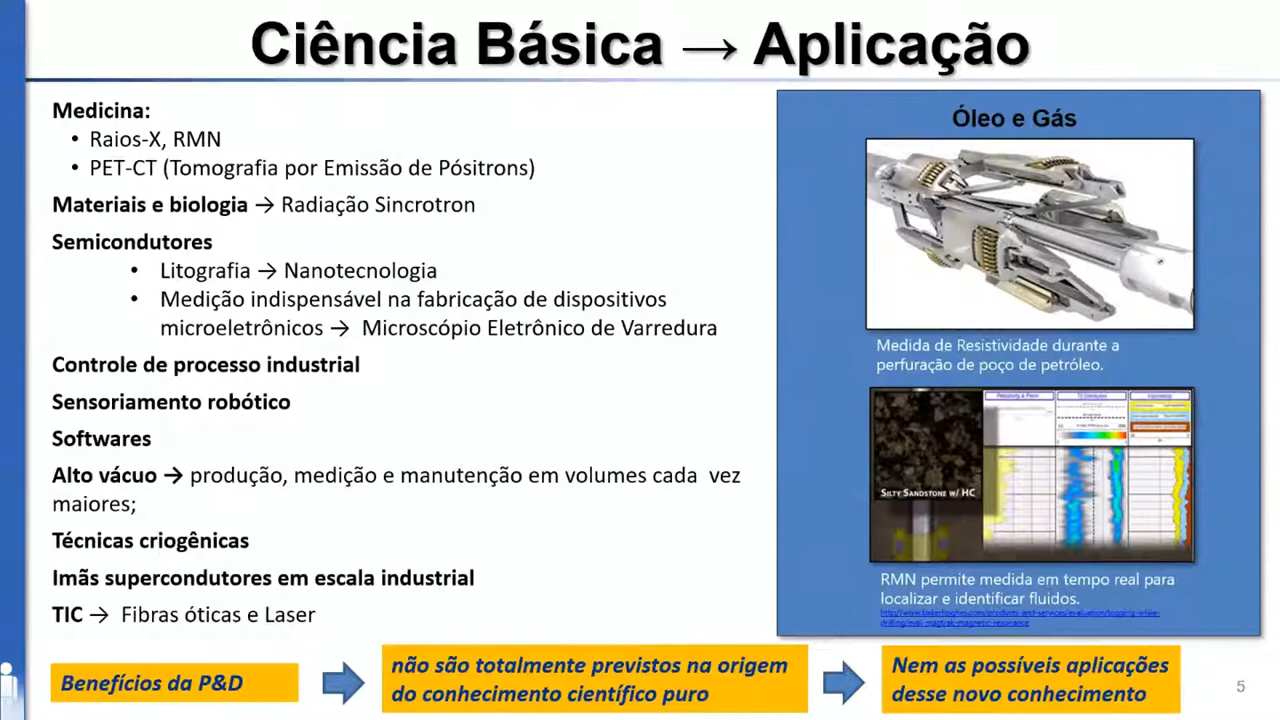 Ciência Básica → Aplicação
Medicina:
• Raios-X, RMN
• PET-CT (Tomografia por Emissão de Pósitrons)
Materiais e biologia → Radiação Sincrotron
Semicondutores
• Litografia → Nanotecnologia
• Medição indispensável na fabricação de dispositivos
microeletrônicos → Microscópio Eletrônico de Varredura
Controle de processo industrial
Sensoriamento robótico
Softwares
Alto vácuo → produção, medição e manutenção em volumes cada vez
maiores;
Técnicas criogênicas
Imãs supercondutores em escala industrial
TIC → Fibras óticas e Laser
Óleo e Gás
Medida de Resistividade durante a
perfuração de poço de petróleo.
SILTY SANDSTONE W/ HC
RMN permite medida em tempo real para
localizar e identificar fluidos.
http://www.bakerhughes.com/products-and-services/evaluation/logging-while-
drilling/eval-magtrak-magnetic-resonance
Benefícios da P&D
não são totalmente previstos na origem
do conhecimento científico puro
Nem as possíveis aplicações
desse novo conhecimento
5